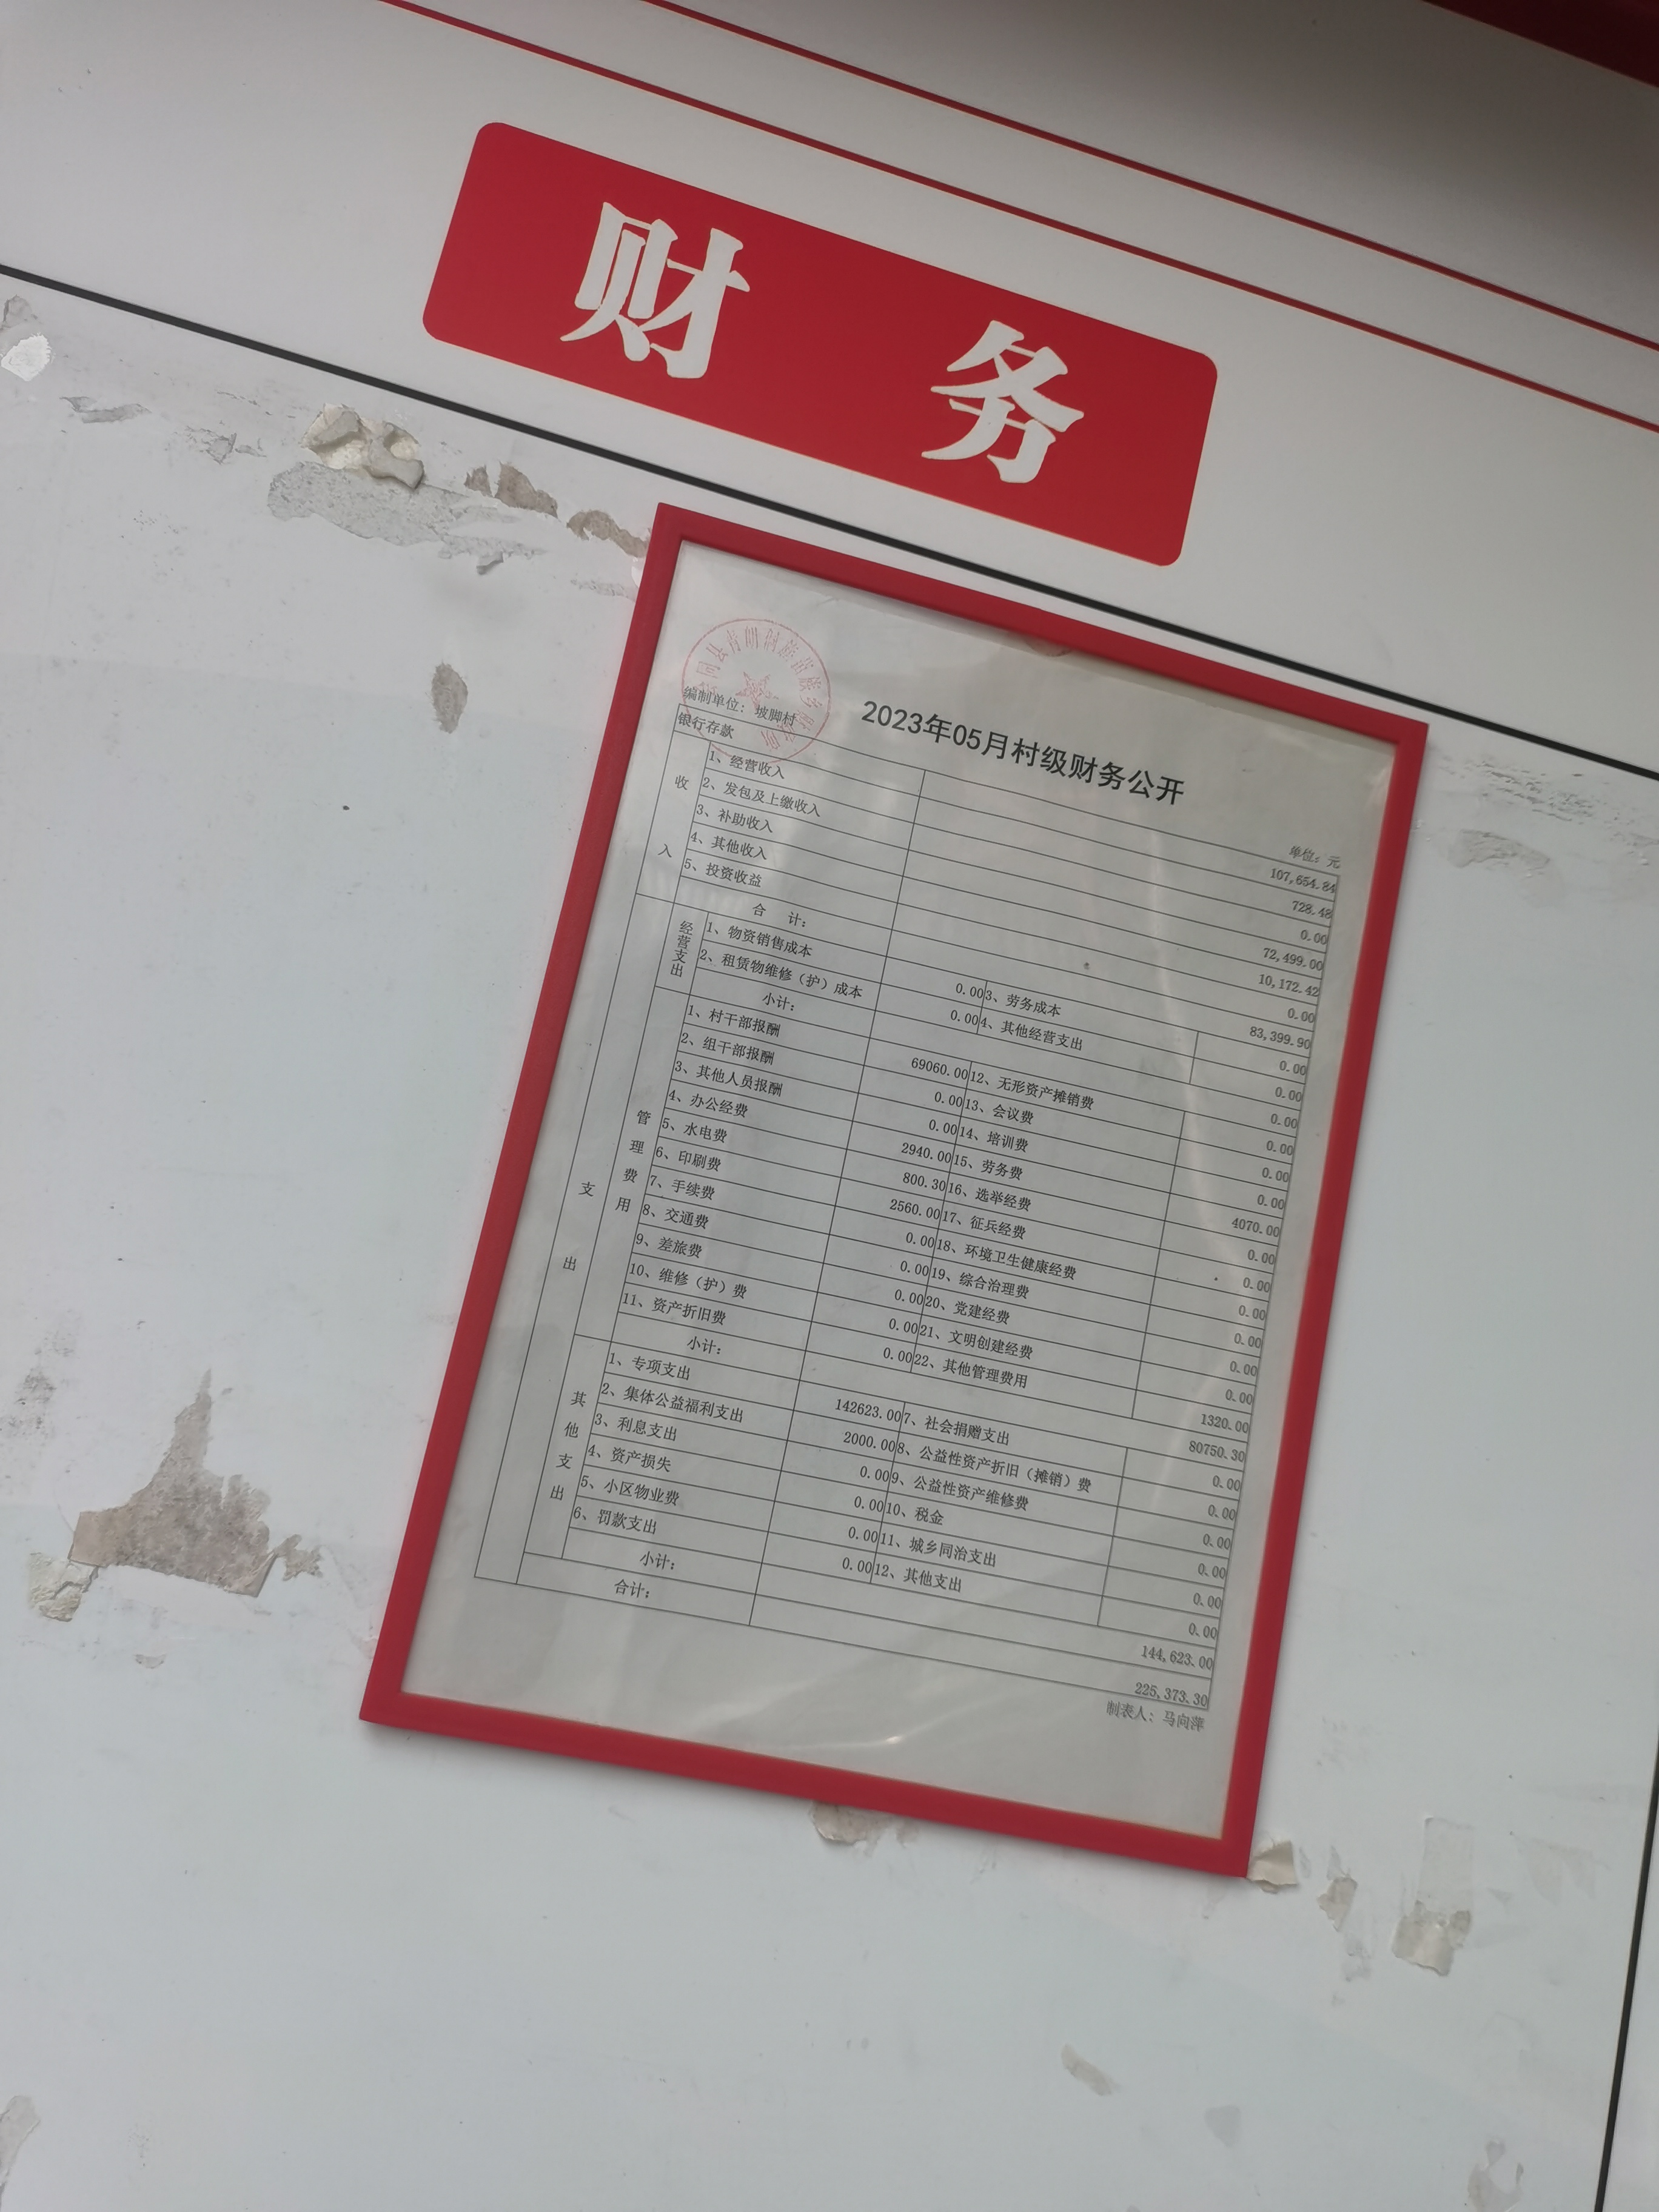 财 务
2023年05月村级财务公开
编制单位：坡脚村 单位：元
银行存款 107,654.84
收入
1、经营收入 728.48
2、发包及上缴收入 0.00
3、补助收入 72,499.00
4、其他收入 10,172.42
5、投资收益 0.00
合 计： 83,399.90
支出
经营支出
1、物资销售成本 0.00 3、劳务成本 0.00
2、租赁物维修（护）成本 0.00 4、其他经营支出 0.00
小计： 0.00
管理费用
1、村干部报酬 69060.00 12、无形资产摊销费 0.00
2、组干部报酬 0.00 13、会议费 0.00
3、其他人员报酬 0.00 14、培训费 0.00
4、办公经费 2940.00 15、劳务费 4070.00
5、水电费 800.30 16、选举经费 0.00
6、印刷费 2560.00 17、征兵经费 0.00
7、手续费 0.00 18、环境卫生健康经费 0.00
8、交通费 0.00 19、综合治理费 0.00
9、差旅费 0.00 20、党建经费 0.00
10、维修（护）费 0.00 21、文明创建经费 0.00
11、资产折旧费 0.00 22、其他管理费用 1320.00
小计： 80750.30
其他支出
1、专项支出 142623.00 7、社会捐赠支出 0.00
2、集体公益福利支出 2000.00 8、公益性资产折旧（摊销）费 0.00
3、利息支出 0.00 9、公益性资产维修费 0.00
4、资产损失 0.00 10、税金 0.00
5、小区物业费 0.00 11、城乡同治支出 0.00
6、罚款支出 0.00 12、其他支出 0.00
小计： 144,623.00
合计： 225,373.30
制表人：马向萍